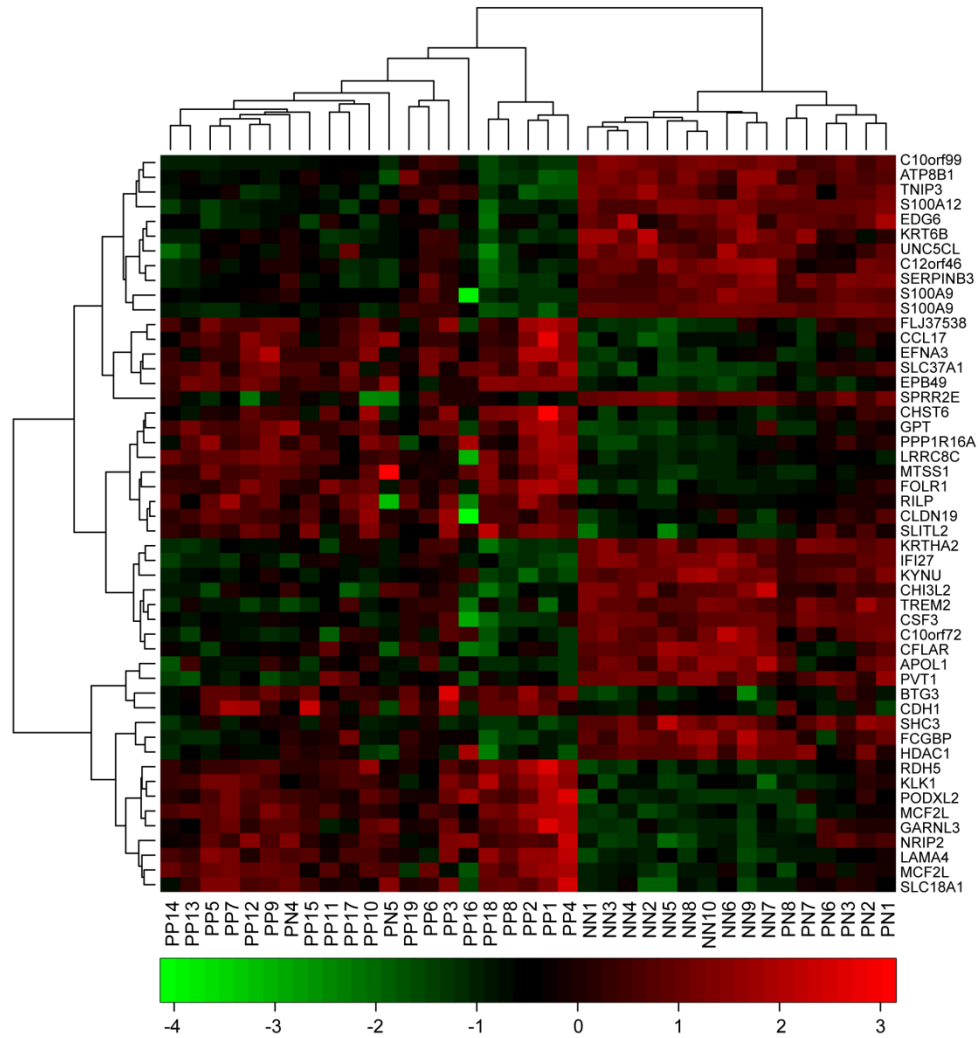 C10orf99
ATP8B1
TNIP3
S100A12
EDG6
KRT6B
UNC5CL
C12orf46
SERPINB3
S100A9
S100A9
FLJ37538
CCL17
EFNA3
SLC37A1
EPB49
SPRR2E
CHST6
GPT
PPP1R16A
LRRC8C
MTSS1
FOLR1
RILP
CLDN19
SLITL2
KRTHA2
IFI27
KYNU
CHI3L2
TREM2
CSF3
C10orf72
CFLAR
APOL1
PVT1
BTG3
CDH1
SHC3
FCGBP
HDAC1
RDH5
KLK1
PODXL2
MCF2L
GARNL3
NRIP2
LAMA4
MCF2L
SLC18A1
PP14 PP13 PP5 PP7 PP12 PP9 PN4 PP15 PP11 PP17 PP10 PN5 PP19 PP6 PP3 PP16 PP18 PP8 PP2 PP1 PP4 NN1 NN3 NN4 NN2 NN5 NN8 NN10 NN6 NN9 NN7 PN8 PN7 PN6 PN3 PN2 PN1
-4 -3 -2 -1 0 1 2 3